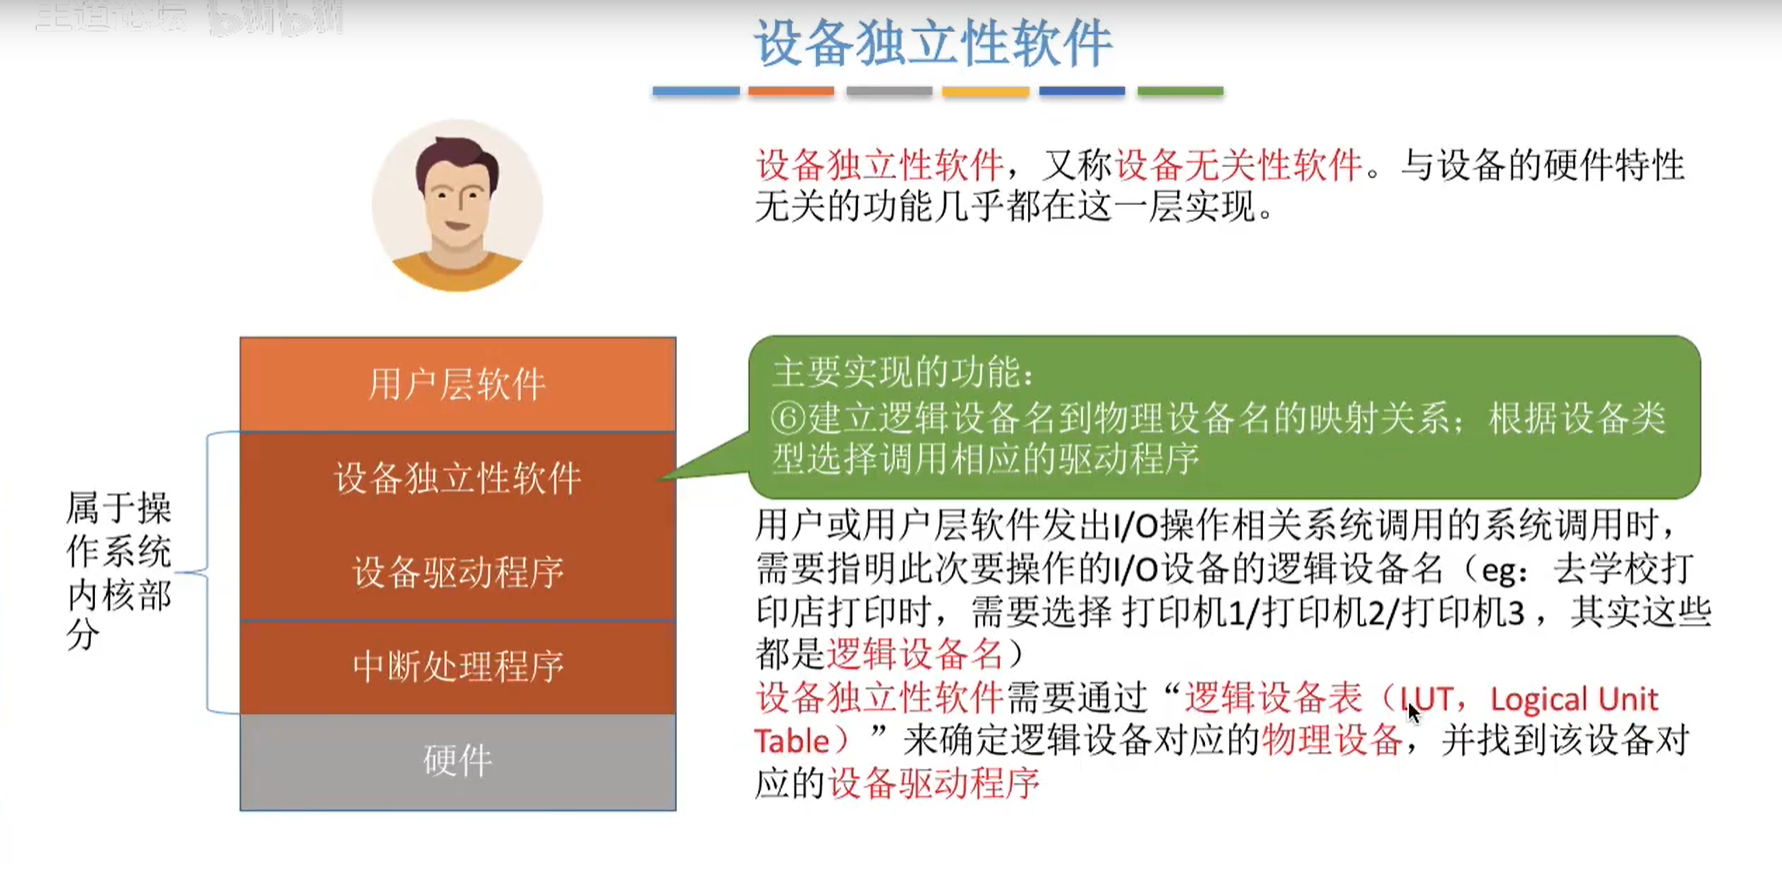 王道论坛 bilibili
设备独立性软件
设备独立性软件，又称设备无关性软件。与设备的硬件特性
无关的功能几乎都在这一层实现。
用户层软件
设备独立性软件
设备驱动程序
中断处理程序
硬件
属于操
作系统
内核部
分
主要实现的功能：
⑥建立逻辑设备名到物理设备名的映射关系；根据设备类
型选择调用相应的驱动程序
用户或用户层软件发出I/O操作相关系统调用的系统调用时，
需要指明此次要操作的I/O设备的逻辑设备名（eg：去学校打
印店打印时，需要选择 打印机1/打印机2/打印机3 ，其实这些
都是逻辑设备名）
设备独立性软件需要通过“逻辑设备表（LUT，Logical Unit
Table）”来确定逻辑设备对应的物理设备，并找到该设备对
应的设备驱动程序